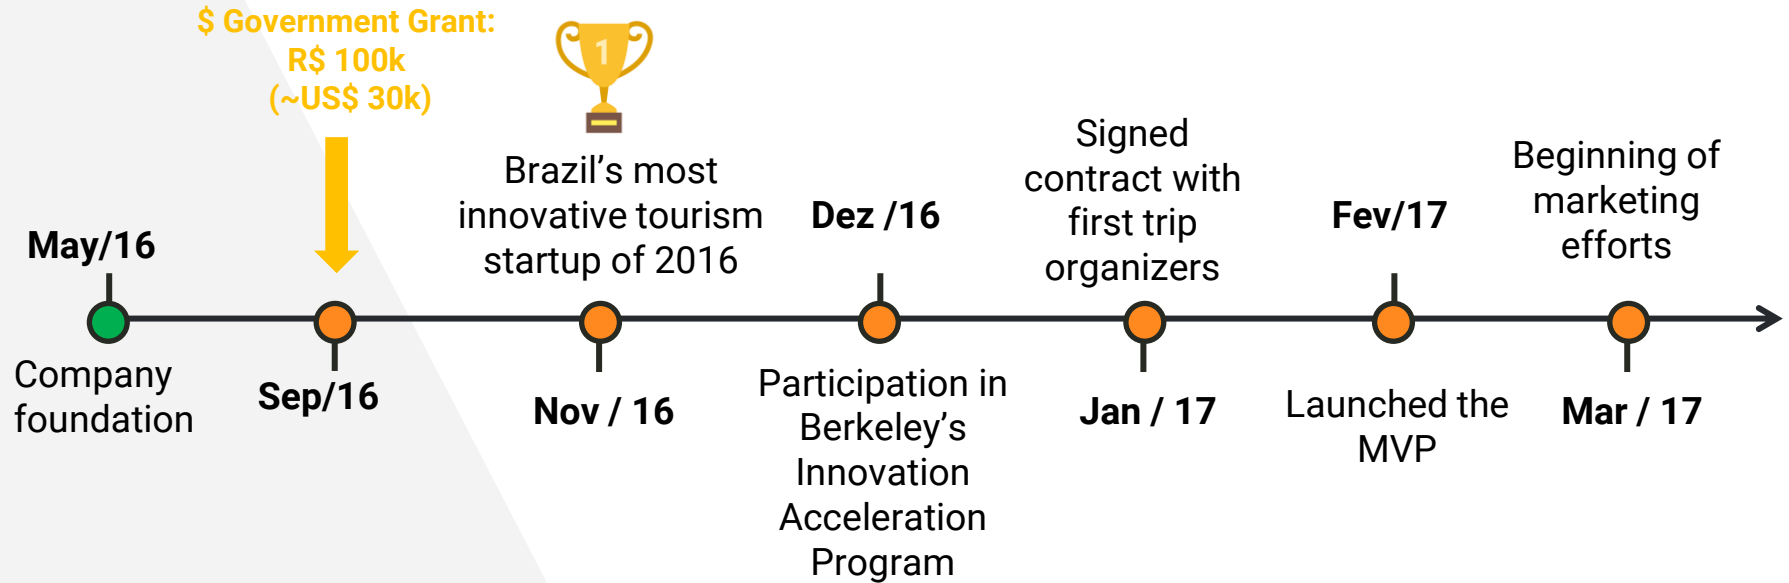 May/16
Company
foundation
$ Government Grant:
R$ 100k
(~US$ 30k)
Sep/16
1
Brazil’s most
innovative tourism
startup of 2016
Nov / 16
Dez /16
Participation in
Berkeley’s
Innovation
Acceleration
Program
Signed
contract with
first trip
organizers
Jan / 17
Fev/17
Launched the
MVP
Beginning of
marketing
efforts
Mar / 17